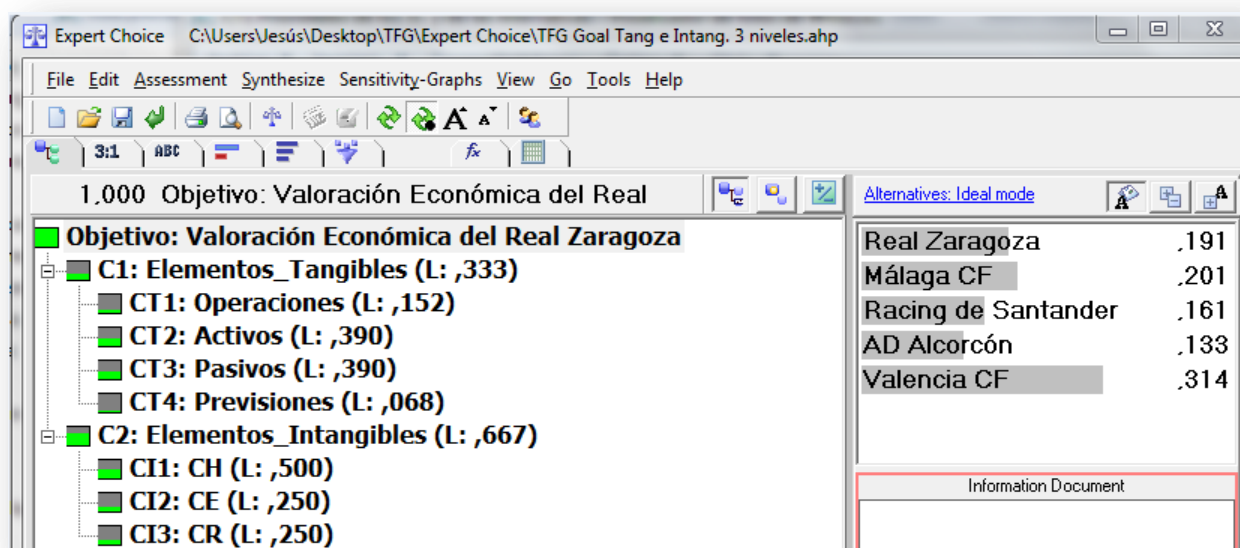 Expert Choice C:\Users\Jesús\Desktop\TFG\Expert Choice\TFG Goal Tang e Intang. 3 niveles.ahp
File Edit Assessment Synthesize Sensitivity-Graphs View Go Tools Help
A A
3:1 ABC fx
1,000 Objetivo: Valoración Económica del Real
Objetivo: Valoración Económica del Real Zaragoza
C1: Elementos_Tangibles (L: ,333)
CT1: Operaciones (L: ,152)
CT2: Activos (L: ,390)
CT3: Pasivos (L: ,390)
CT4: Previsiones (L: ,068)
C2: Elementos_Intangibles (L: ,667)
CI1: CH (L: ,500)
CI2: CE (L: ,250)
CI3: CR (L: ,250)
Alternatives: Ideal mode A A
Real Zaragoza ,191
Málaga CF ,201
Racing de Santander ,161
AD Alcorcón ,133
Valencia CF ,314
Information Document